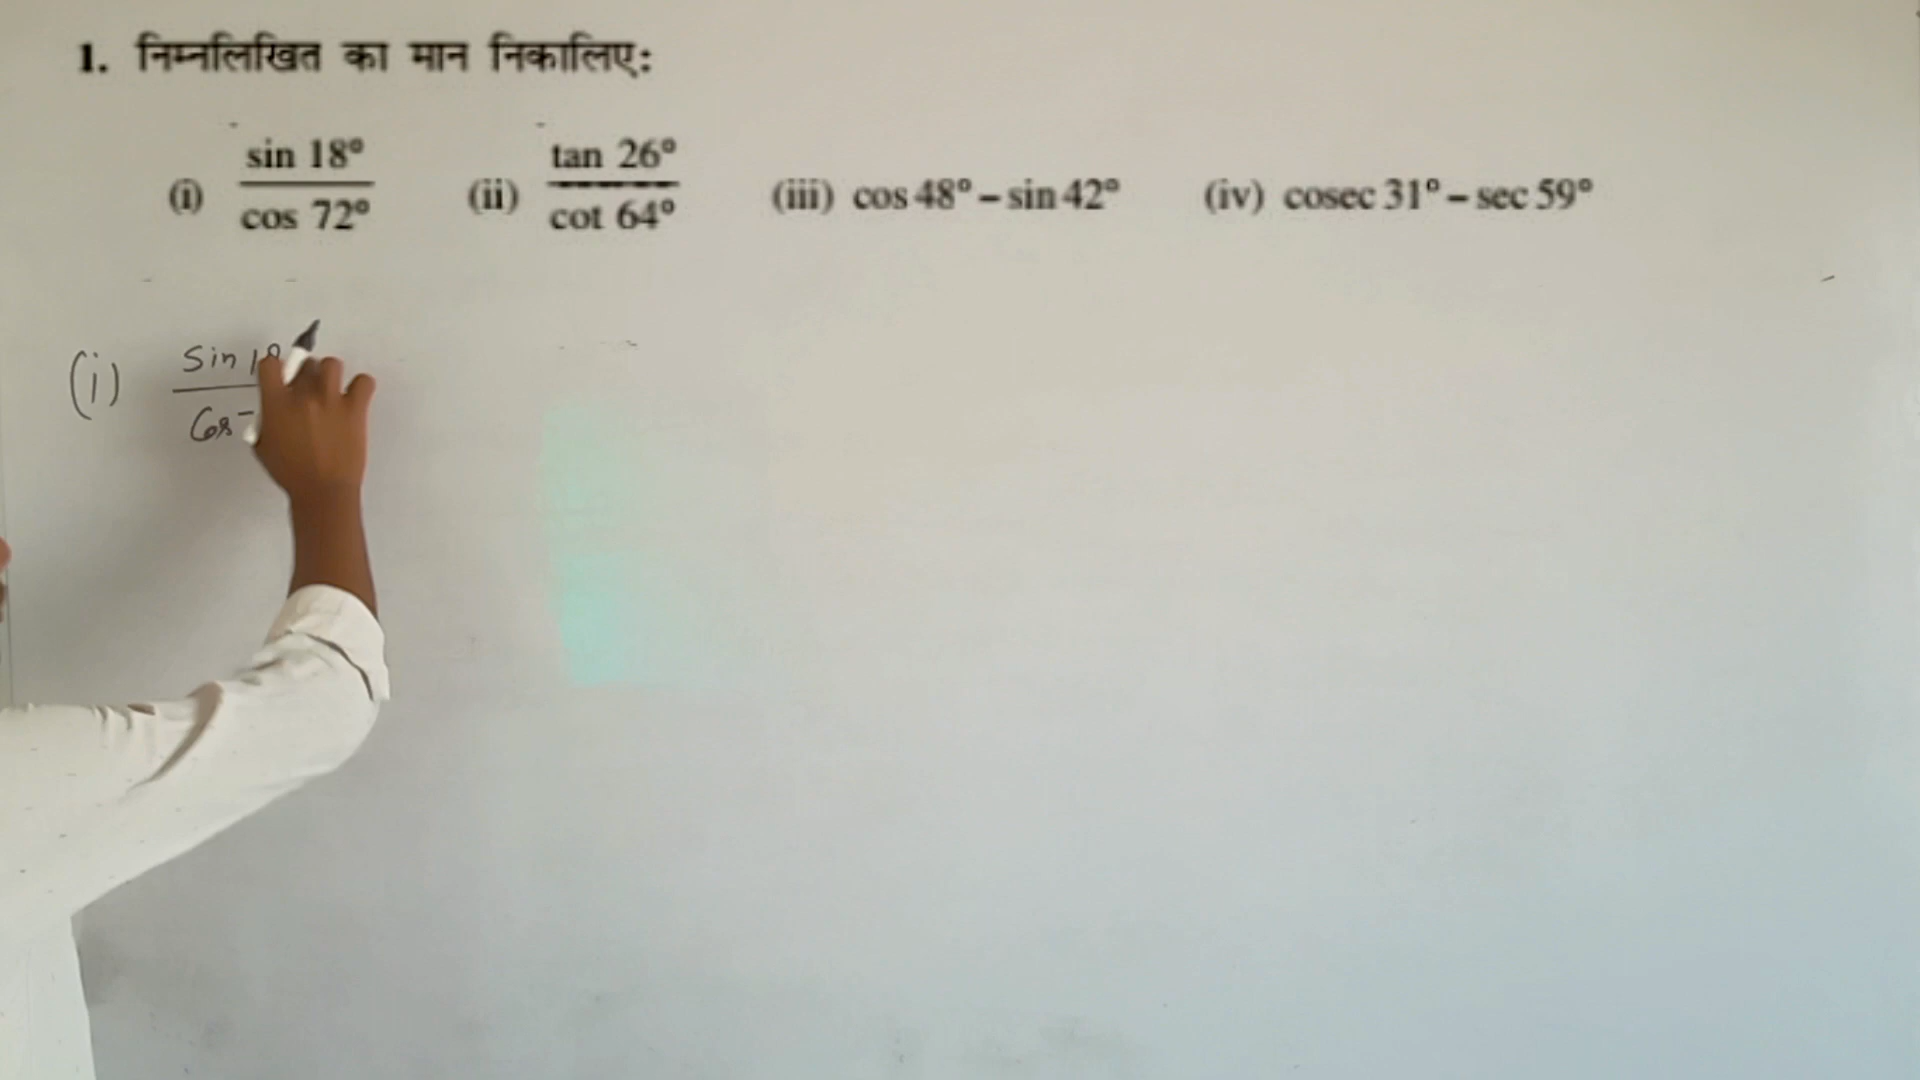 1. निम्नलिखित का मान निकालिए:
(i) sin 18° / cos 72° (ii) tan 26° / cot 64° (iii) cos 48° – sin 42° (iv) cosec 31° – sec 59°
(i) Sin 18
Cos